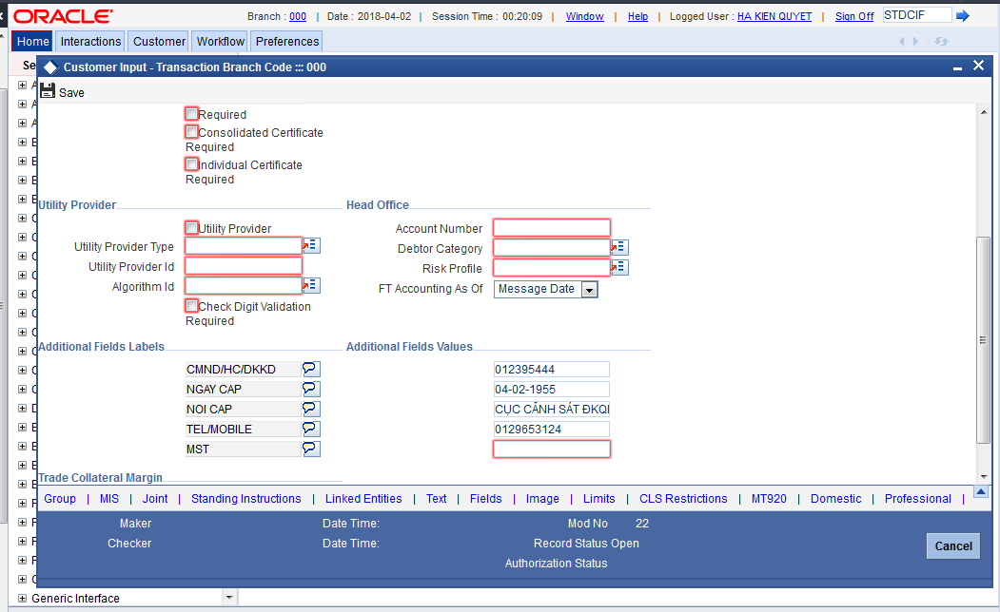 ORACLE
Branch : 000 | Date : 2018-04-02 | Session Time : 00:20:09 | Window | Help | Logged User : HA KIEN QUYET | Sign Off STDCIF
Home Interactions Customer Workflow Preferences
Se
Customer Input - Transaction Branch Code ::: 000
Save
Required
Consolidated Certificate
Required
Individual Certificate
Required
Utility Provider Head Office
Utility Provider Account Number
Utility Provider Type Debtor Category
Utility Provider Id Risk Profile
Algorithm Id FT Accounting As Of Message Date
Check Digit Validation
Required
Additional Fields Labels Additional Fields Values
CMND/HC/DKKD 012395444
NGAY CAP 04-02-1955
NOI CAP CỤC CẢNH SÁT ĐKQL
TEL/MOBILE 0129653124
MST
Trade Collateral Margin
Group | MIS | Joint | Standing Instructions | Linked Entities | Text | Fields | Image | Limits | CLS Restrictions | MT920 | Domestic | Professional |
Maker Date Time: Mod No 22
Checker Date Time: Record Status Open
Authorization Status
Cancel
Generic Interface